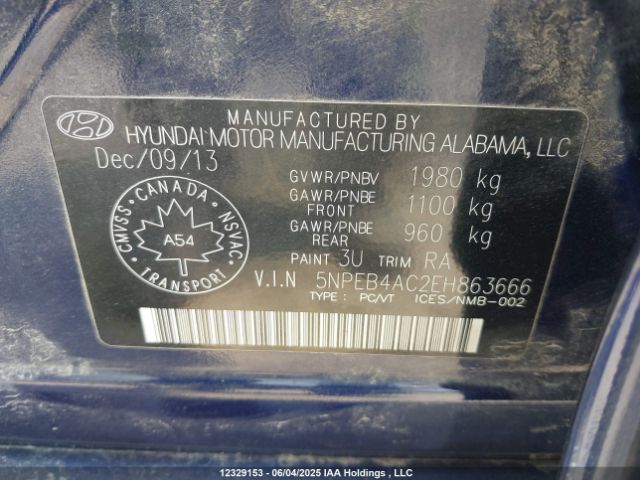 MANUFACTURED BY
HYUNDAI MOTOR MANUFACTURING ALABAMA, LLC
Dec/09/13
GVWR/PNBV 1980 kg
GAWR/PNBE FRONT 1100 kg
GAWR/PNBE REAR 960 kg
PAINT 3U TRIM RA
CANADA
CMVSS
NSVAC
A54
TRANSPORT
V.I.N 5NPEB4AC2EH863666
TYPE : PC/VT ICES/NMB-002
12329153 - 06/04/2025 IAA Holdings , LLC